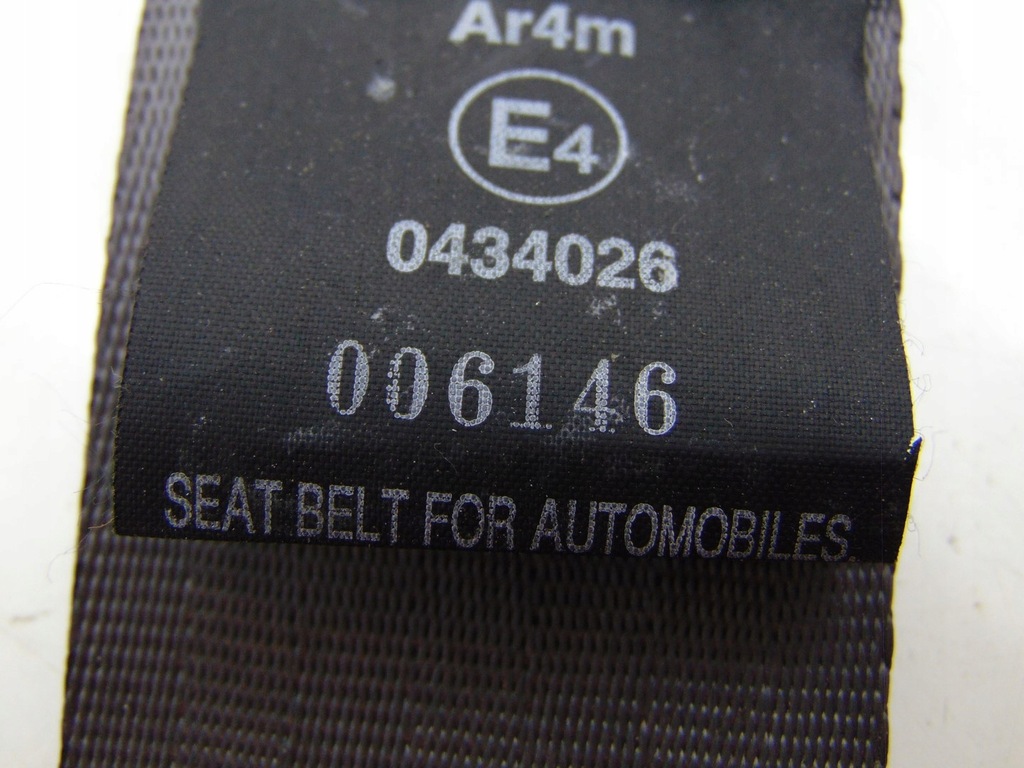 Ar4m
E4
0434026
006146
SEAT BELT FOR AUTOMOBILES.